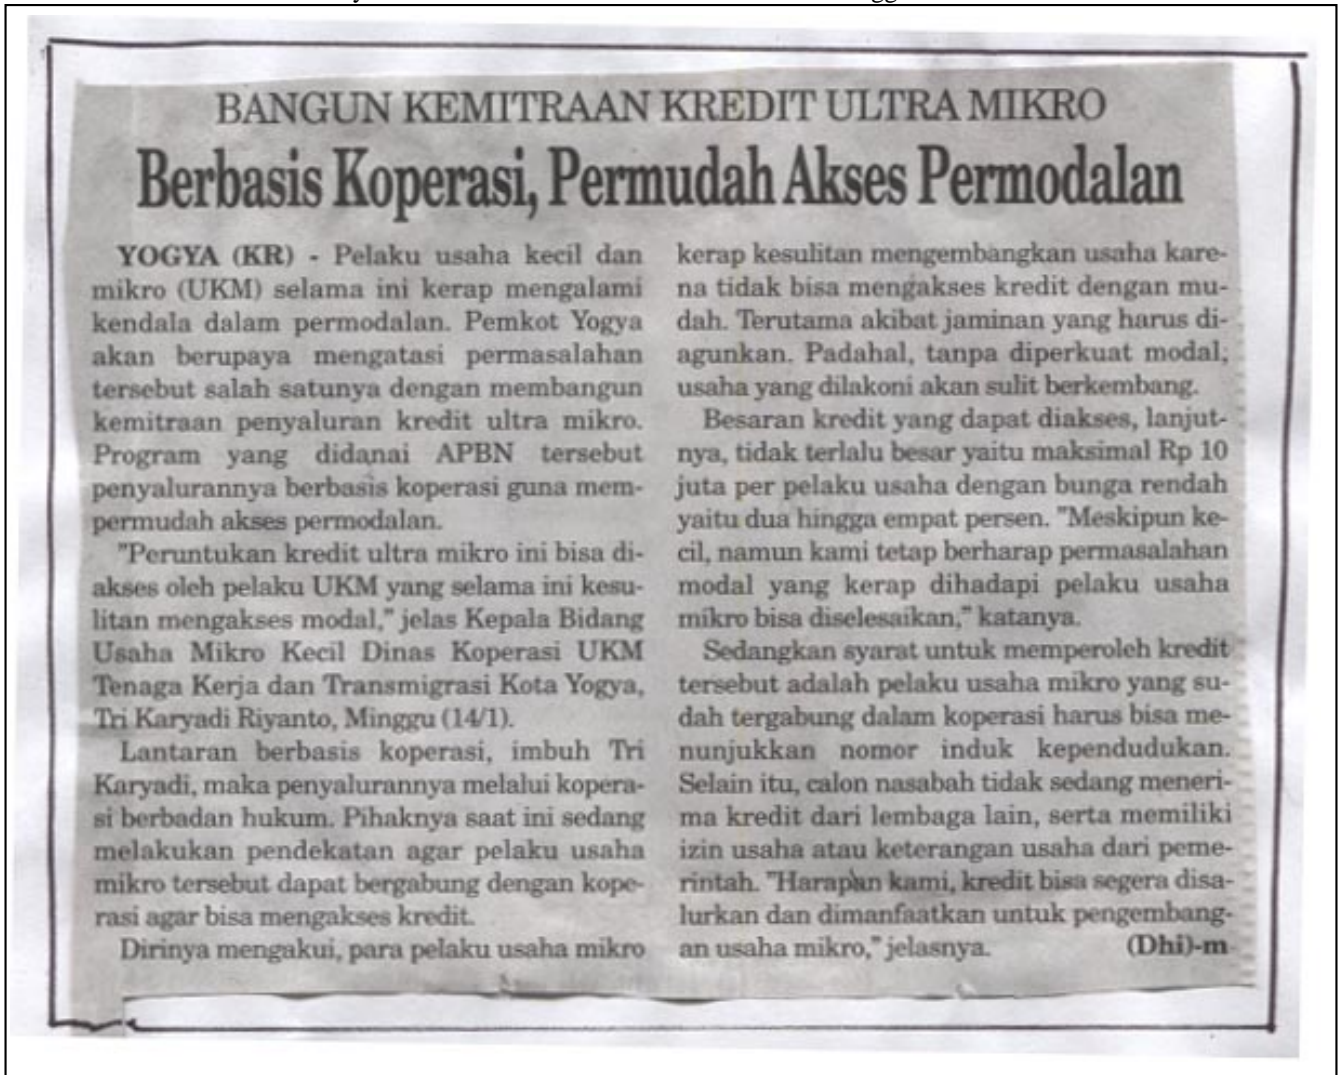 BANGUN KEMITRAAN KREDIT ULTRA MIKRO
Berbasis Koperasi, Permudah Akses Permodalan
YOGYA (KR) - Pelaku usaha kecil dan
mikro (UKM) selama ini kerap mengalami
kendala dalam permodalan. Pemkot Yogya
akan berupaya mengatasi permasalahan
tersebut salah satunya dengan membangun
kemitraan penyaluran kredit ultra mikro.
Program yang didanai APBN tersebut
penyalurannya berbasis koperasi guna mem-
permudah akses permodalan.
"Peruntukan kredit ultra mikro ini bisa di-
akses oleh pelaku UKM yang selama ini kesu-
litan mengakses modal," jelas Kepala Bidang
Usaha Mikro Kecil Dinas Koperasi UKM
Tenaga Kerja dan Transmigrasi Kota Yogya,
Tri Karyadi Riyanto, Minggu (14/1).
Lantaran berbasis koperasi, imbuh Tri
Karyadi, maka penyalurannya melalui kopera-
si berbadan hukum. Pihaknya saat ini sedang
melakukan pendekatan agar pelaku usaha
mikro tersebut dapat bergabung dengan kope-
rasi agar bisa mengakses kredit.
Dirinya mengakui, para pelaku usaha mikro
kerap kesulitan mengembangkan usaha kare-
na tidak bisa mengakses kredit dengan mu-
dah. Terutama akibat jaminan yang harus di-
agunkan. Padahal, tanpa diperkuat modal,
usaha yang dilakoni akan sulit berkembang.
Besaran kredit yang dapat diakses, lanjut-
nya, tidak terlalu besar yaitu maksimal Rp 10
juta per pelaku usaha dengan bunga rendah
yaitu dua hingga empat persen. "Meskipun ke-
cil, namun kami tetap berharap permasalahan
modal yang kerap dihadapi pelaku usaha
mikro bisa diselesaikan," katanya.
Sedangkan syarat untuk memperoleh kredit
tersebut adalah pelaku usaha mikro yang su-
dah tergabung dalam koperasi harus bisa me-
nunjukkan nomor induk kependudukan.
Selain itu, calon nasabah tidak sedang meneri-
ma kredit dari lembaga lain, serta memiliki
izin usaha atau keterangan usaha dari peme-
rintah. "Harapan kami, kredit bisa segera disa-
lurkan dan dimanfaatkan untuk pengembang-
an usaha mikro," jelasnya. (Dhi)-m